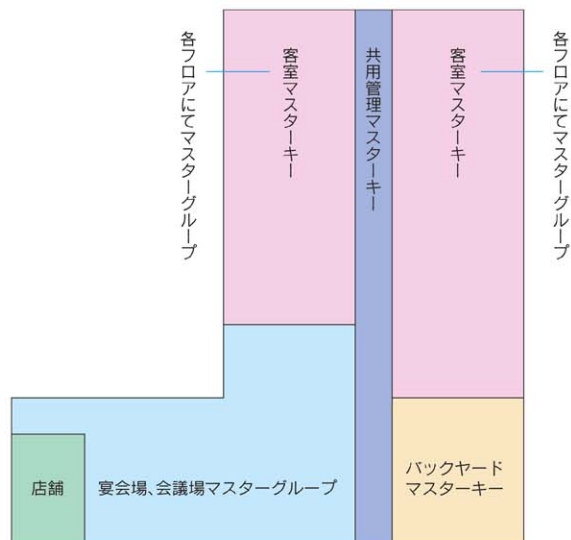 各フロアにてマスターグループ
客室マスターキー
共用管理マスターキー
客室マスターキー
各フロアにてマスターグループ
店舗
宴会場、会議場マスターグループ
バックヤード
マスターキー